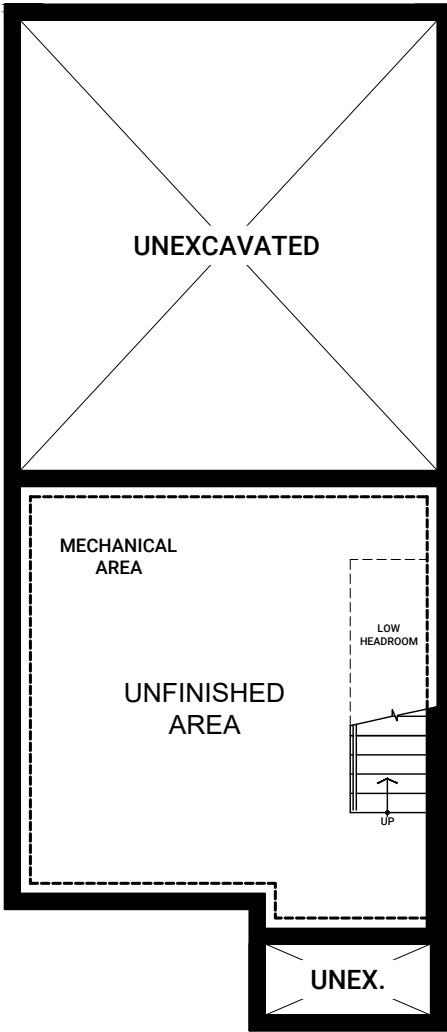 UNEXCAVATED
MECHANICAL
AREA
LOW
HEADROOM
UNFINISHED
AREA
UP
UNEX.